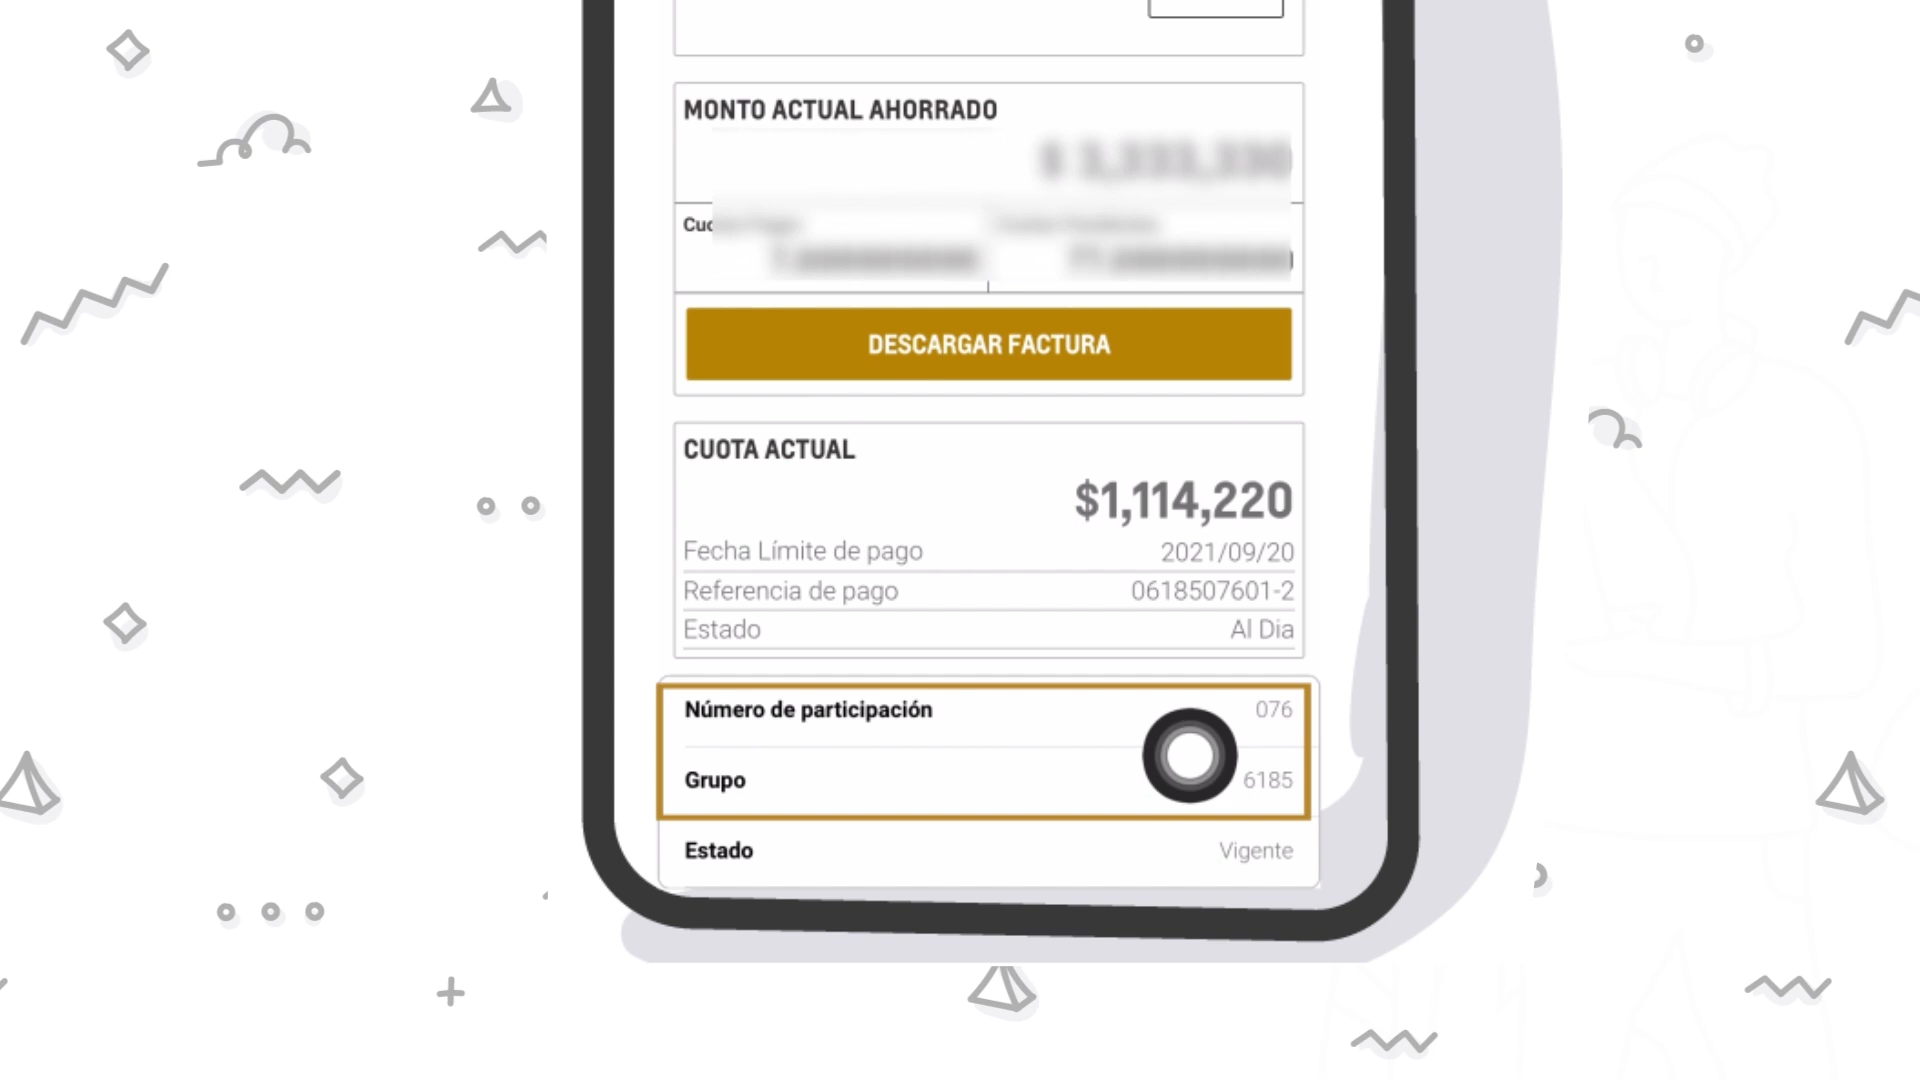 MONTO ACTUAL AHORRADO
DESCARGAR FACTURA
CUOTA ACTUAL
$1,114,220
Fecha Límite de pago 2021/09/20
Referencia de pago 0618507601-2
Estado Al Dia
Número de participación 076
Grupo 6185
Estado Vigente